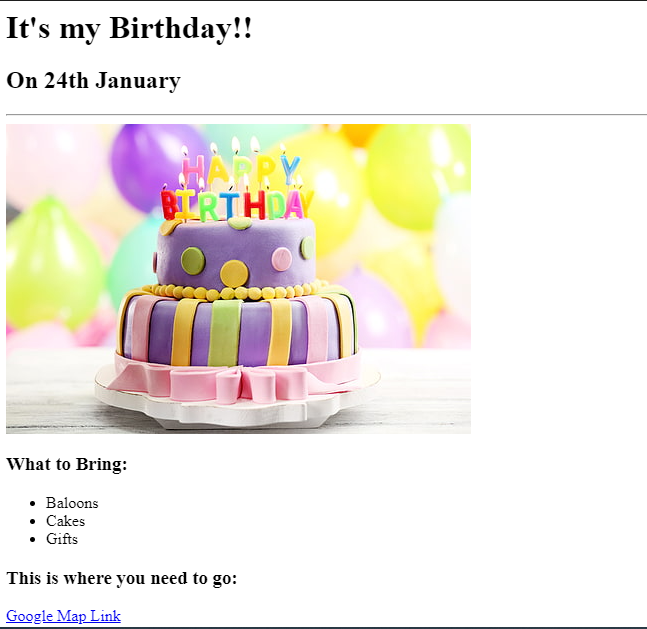 It's my Birthday!!
On 24th January
HAPPY
BIRTHDAY
What to Bring:
Baloons
Cakes
Gifts
This is where you need to go:
Google Map Link